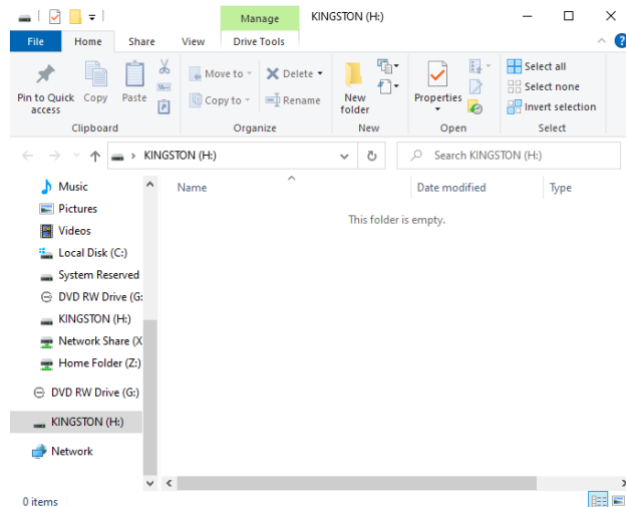 Manage KINGSTON (H:)
File Home Share View Drive Tools
Pin to Quick access
Copy
Paste
Clipboard
Move to
Copy to
Delete
Rename
Organize
New folder
New
Properties
Open
Select all
Select none
Invert selection
Select
KINGSTON (H:)
Search KINGSTON (H:)
Name Date modified Type
This folder is empty.
Music
Pictures
Videos
Local Disk (C:)
System Reserved
DVD RW Drive (G:
KINGSTON (H:)
Network Share (X
Home Folder (Z:)
DVD RW Drive (G:)
KINGSTON (H:)
Network
0 items